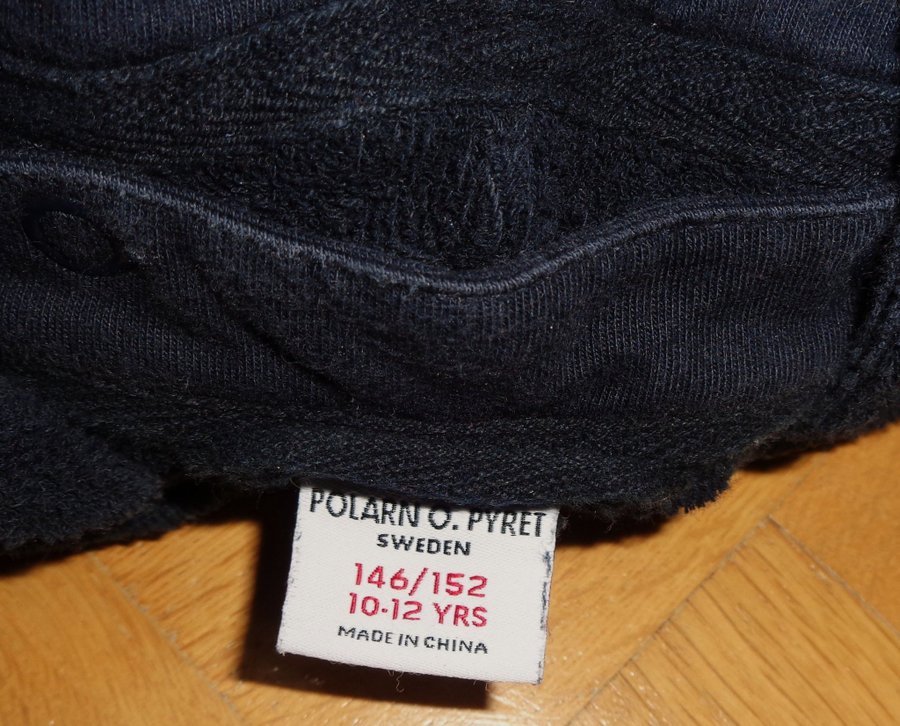 POLARN O. PYRET
SWEDEN
146/152
10-12 YRS
MADE IN CHINA